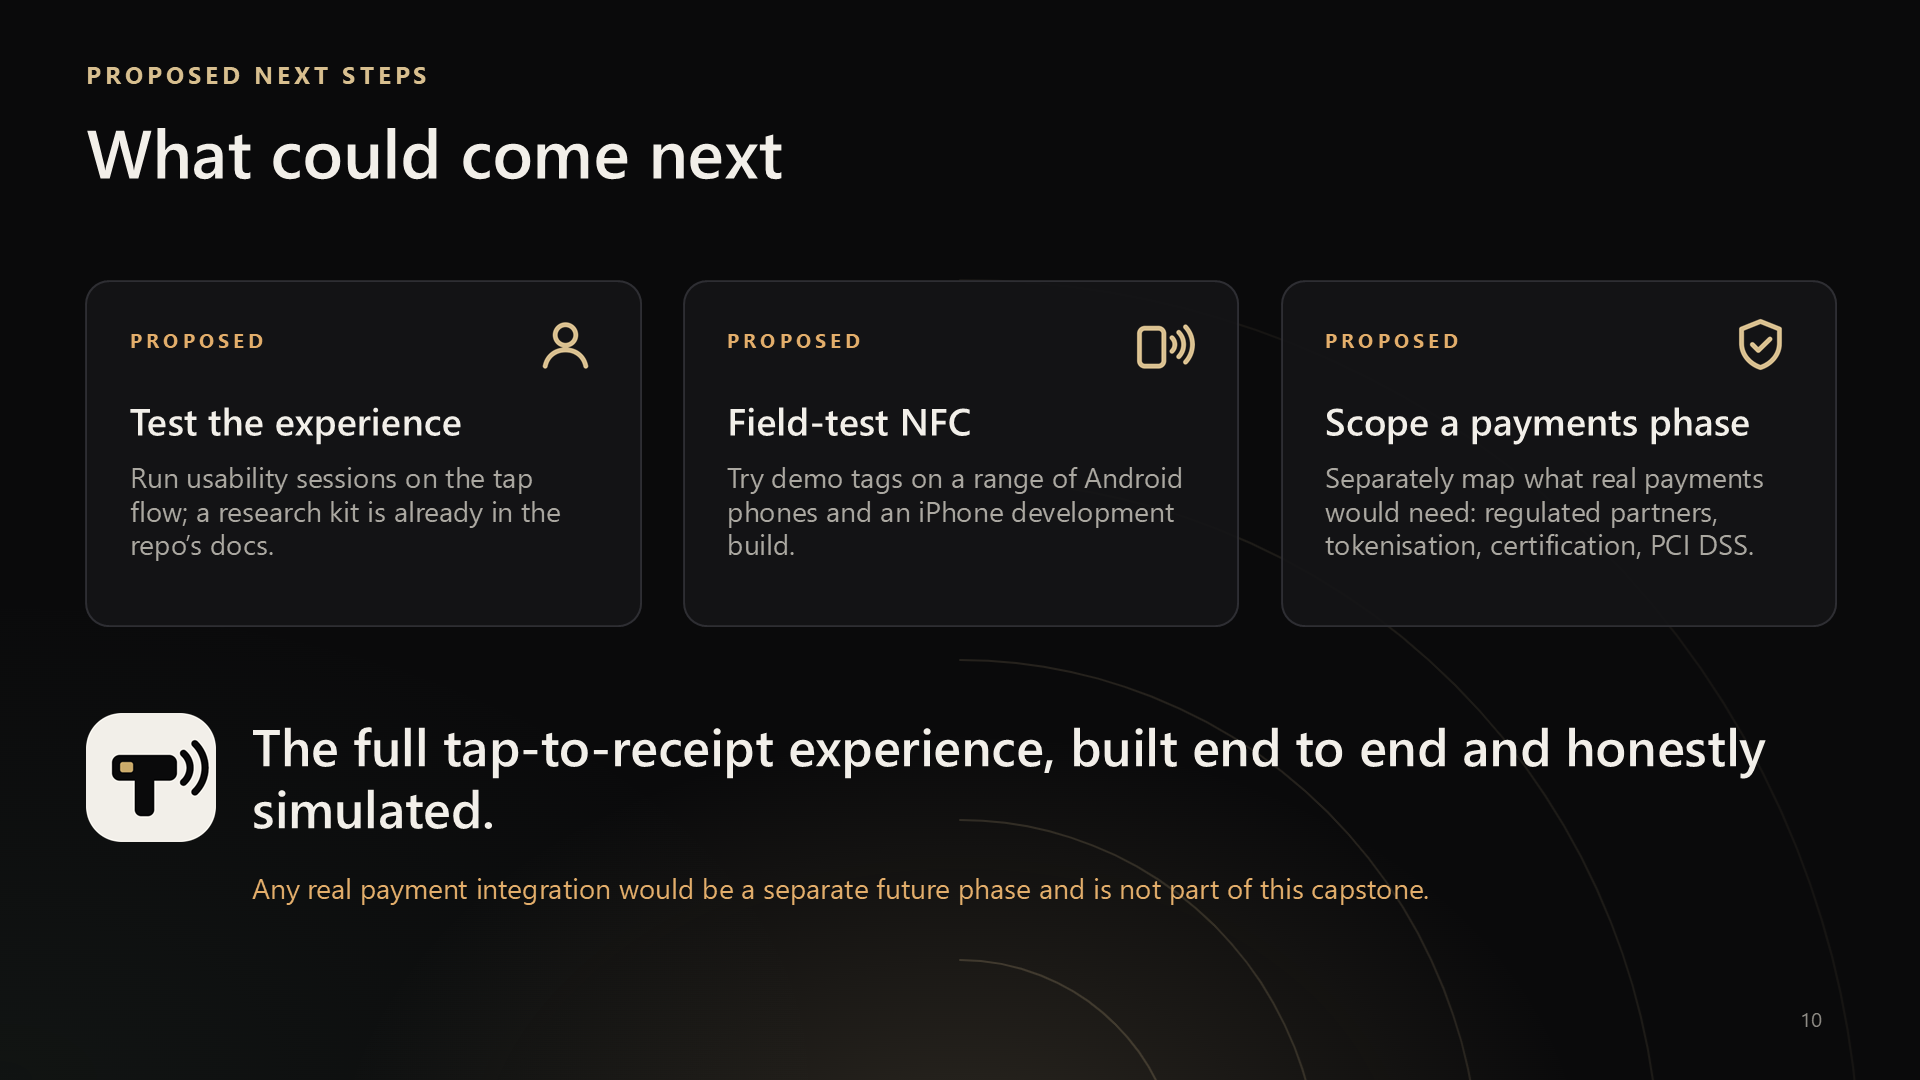 PROPOSED NEXT STEPS
What could come next
PROPOSED
Test the experience
Run usability sessions on the tap
flow; a research kit is already in the
repo’s docs.
PROPOSED
Field-test NFC
Try demo tags on a range of Android
phones and an iPhone development
build.
PROPOSED
Scope a payments phase
Separately map what real payments
would need: regulated partners,
tokenisation, certification, PCI DSS.
The full tap-to-receipt experience, built end to end and honestly
simulated.
Any real payment integration would be a separate future phase and is not part of this capstone.
10